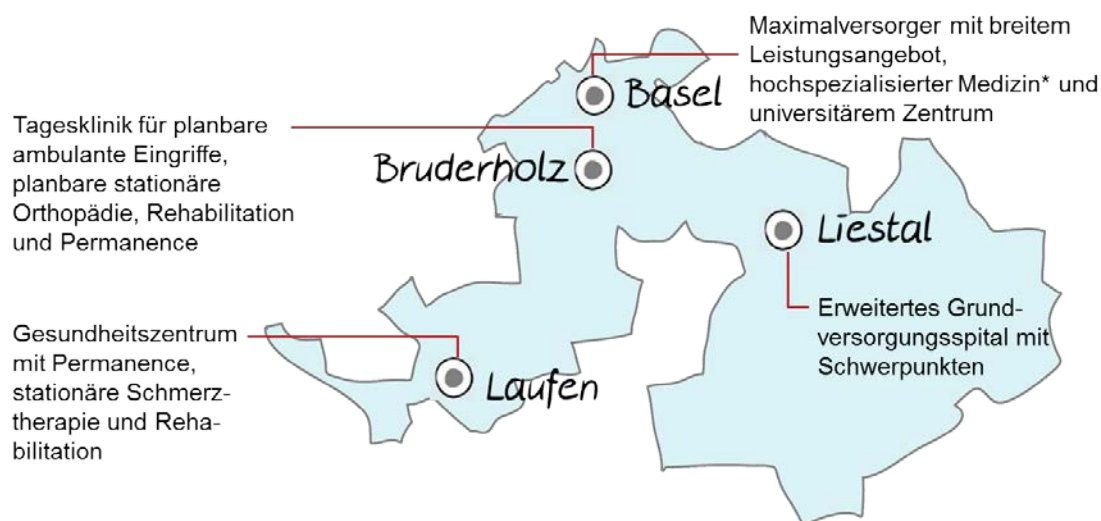 Maximalversorger mit breitem
Leistungsangebot,
hochspezialisierter Medizin* und
universitärem Zentrum
Basel
Tagesklinik für planbare
ambulante Eingriffe,
planbare stationäre
Orthopädie, Rehabilitation
und Permanence
Bruderholz
Liestal
Erweitertes Grund-
versorgungsspital mit
Schwerpunkten
Gesundheitszentrum
mit Permanence,
stationäre Schmerz-
therapie und Reha-
bilitation
Laufen